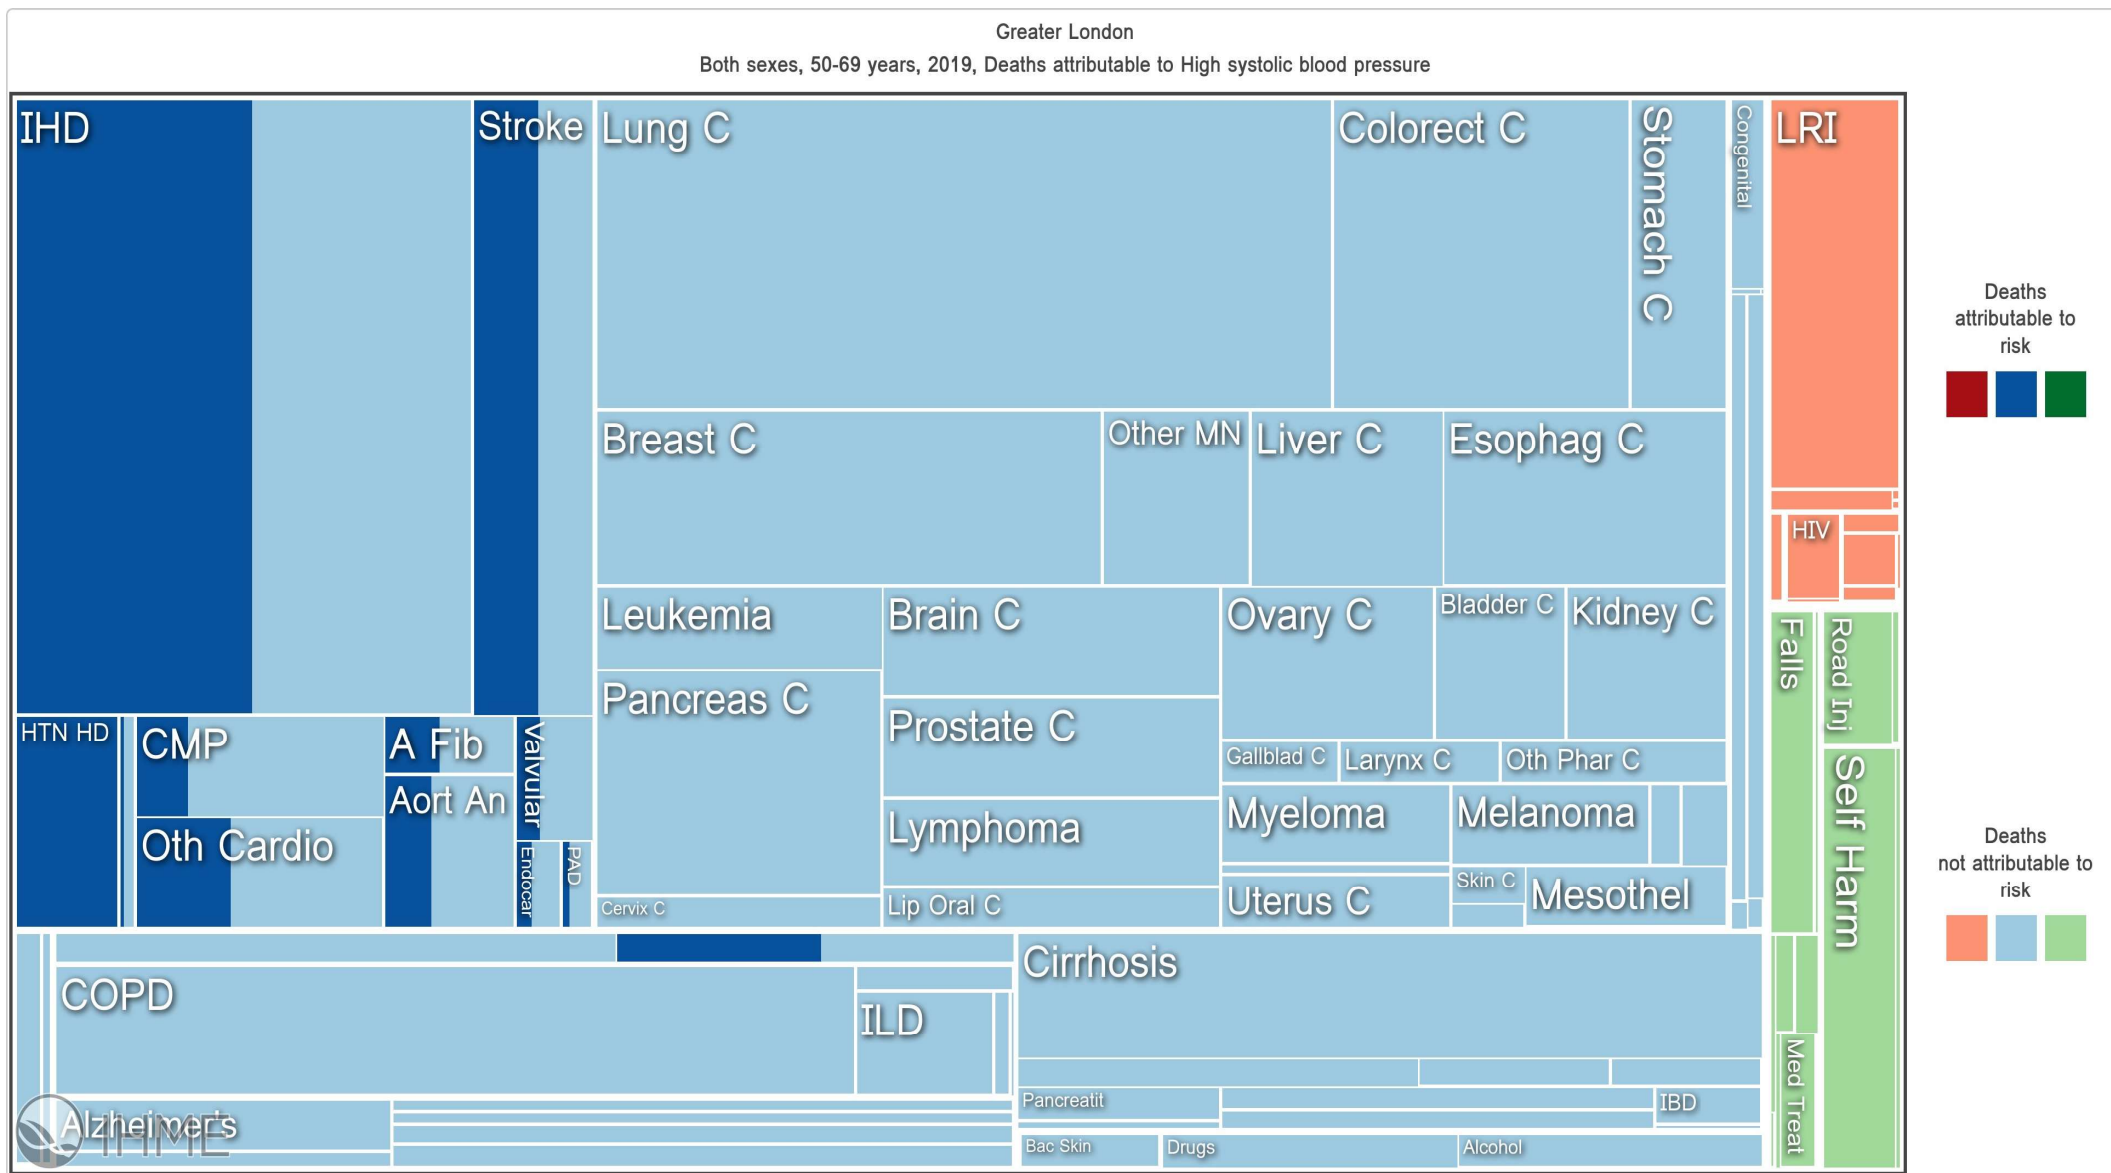 Greater London
Both sexes, 50-69 years, 2019, Deaths attributable to High systolic blood pressure
IHD
Stroke
Lung C
Colorect C
Stomach C
Congenital
LRI
Breast C
Other MN
Liver C
Esophag C
HIV
Leukemia
Brain C
Ovary C
Bladder C
Kidney C
Falls
Road Inj
Pancreas C
Prostate C
HTN HD
CMP
A Fib
Valvular
Gallblad C
Larynx C
Oth Phar C
Self Harm
Aort An
Lymphoma
Myeloma
Melanoma
Oth Cardio
Endocar
PAD
Skin C
Mesothel
Cervix C
Lip Oral C
Uterus C
Cirrhosis
COPD
ILD
Med Treat
Pancreatit
IBD
Alzheimer's
IHME
Bac Skin
Drugs
Alcohol
Deaths
attributable to
risk
Deaths
not attributable to
risk